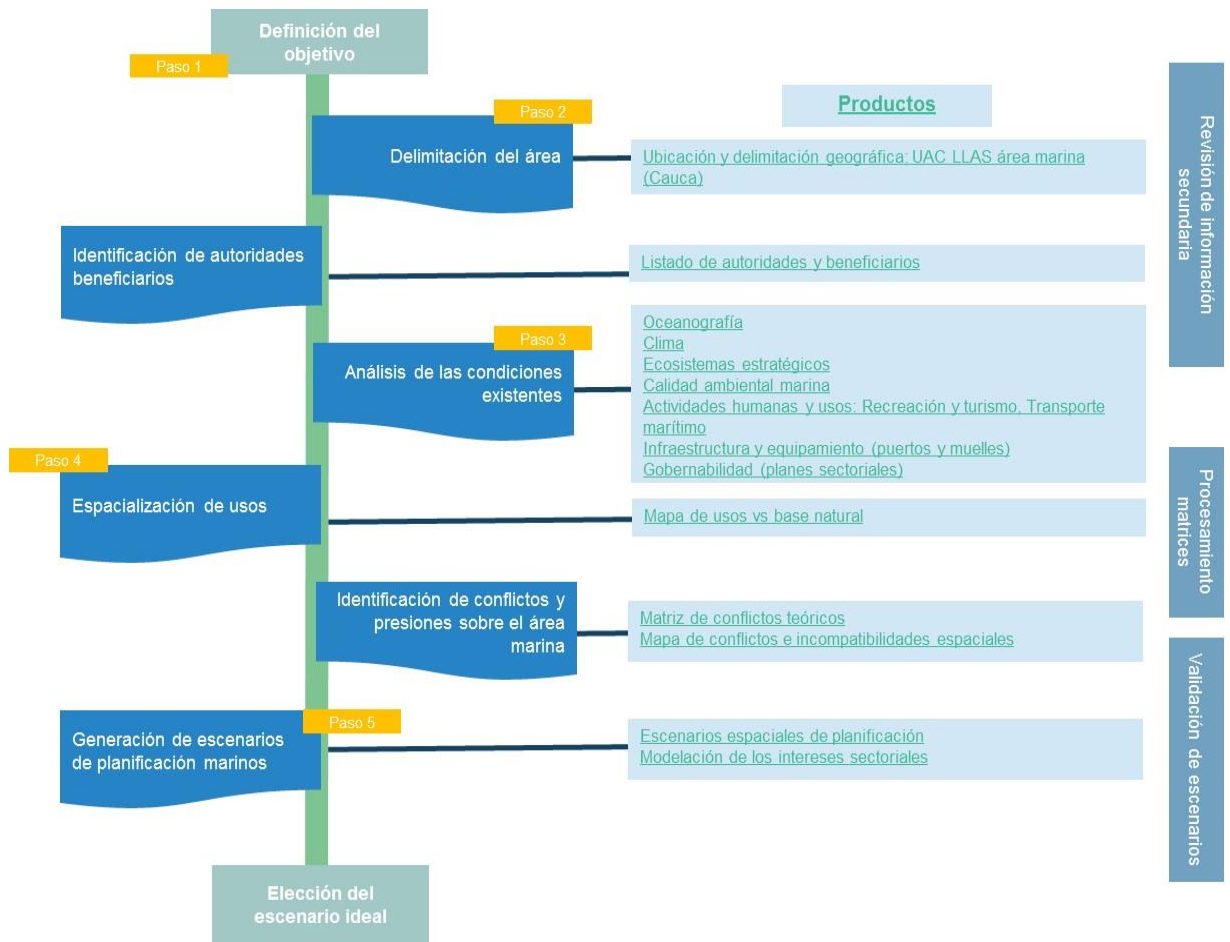 Definición del
objetivo
Paso 1
Paso 2
Delimitación del área
Productos
Ubicación y delimitación geográfica: UAC LLAS área marina
(Cauca)
Identificación de autoridades
beneficiarios
Listado de autoridades y beneficiarios
Paso 3
Análisis de las condiciones
existentes
Oceanografía
Clima
Ecosistemas estratégicos
Calidad ambiental marina
Actividades humanas y usos: Recreación y turismo, Transporte
marítimo
Infraestructura y equipamiento (puertos y muelles)
Gobernabilidad (planes sectoriales)
Paso 4
Espacialización de usos
Mapa de usos vs base natural
Identificación de conflictos y
presiones sobre el área
marina
Matriz de conflictos teóricos
Mapa de conflictos e incompatibilidades espaciales
Paso 5
Generación de escenarios
de planificación marinos
Escenarios espaciales de planificación
Modelación de los intereses sectoriales
Elección del
escenario ideal
Revisión de información
secundaria
Procesamiento
matrices
Validación de escenarios